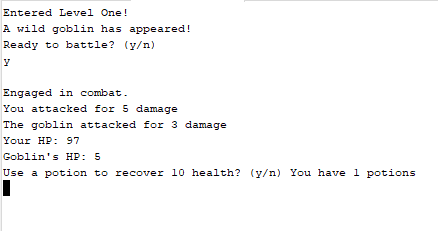 Entered Level One!
A wild goblin has appeared!
Ready to battle? (y/n)
y
Engaged in combat.
You attacked for 5 damage
The goblin attacked for 3 damage
Your HP: 97
Goblin's HP: 5
Use a potion to recover 10 health? (y/n) You have 1 potions